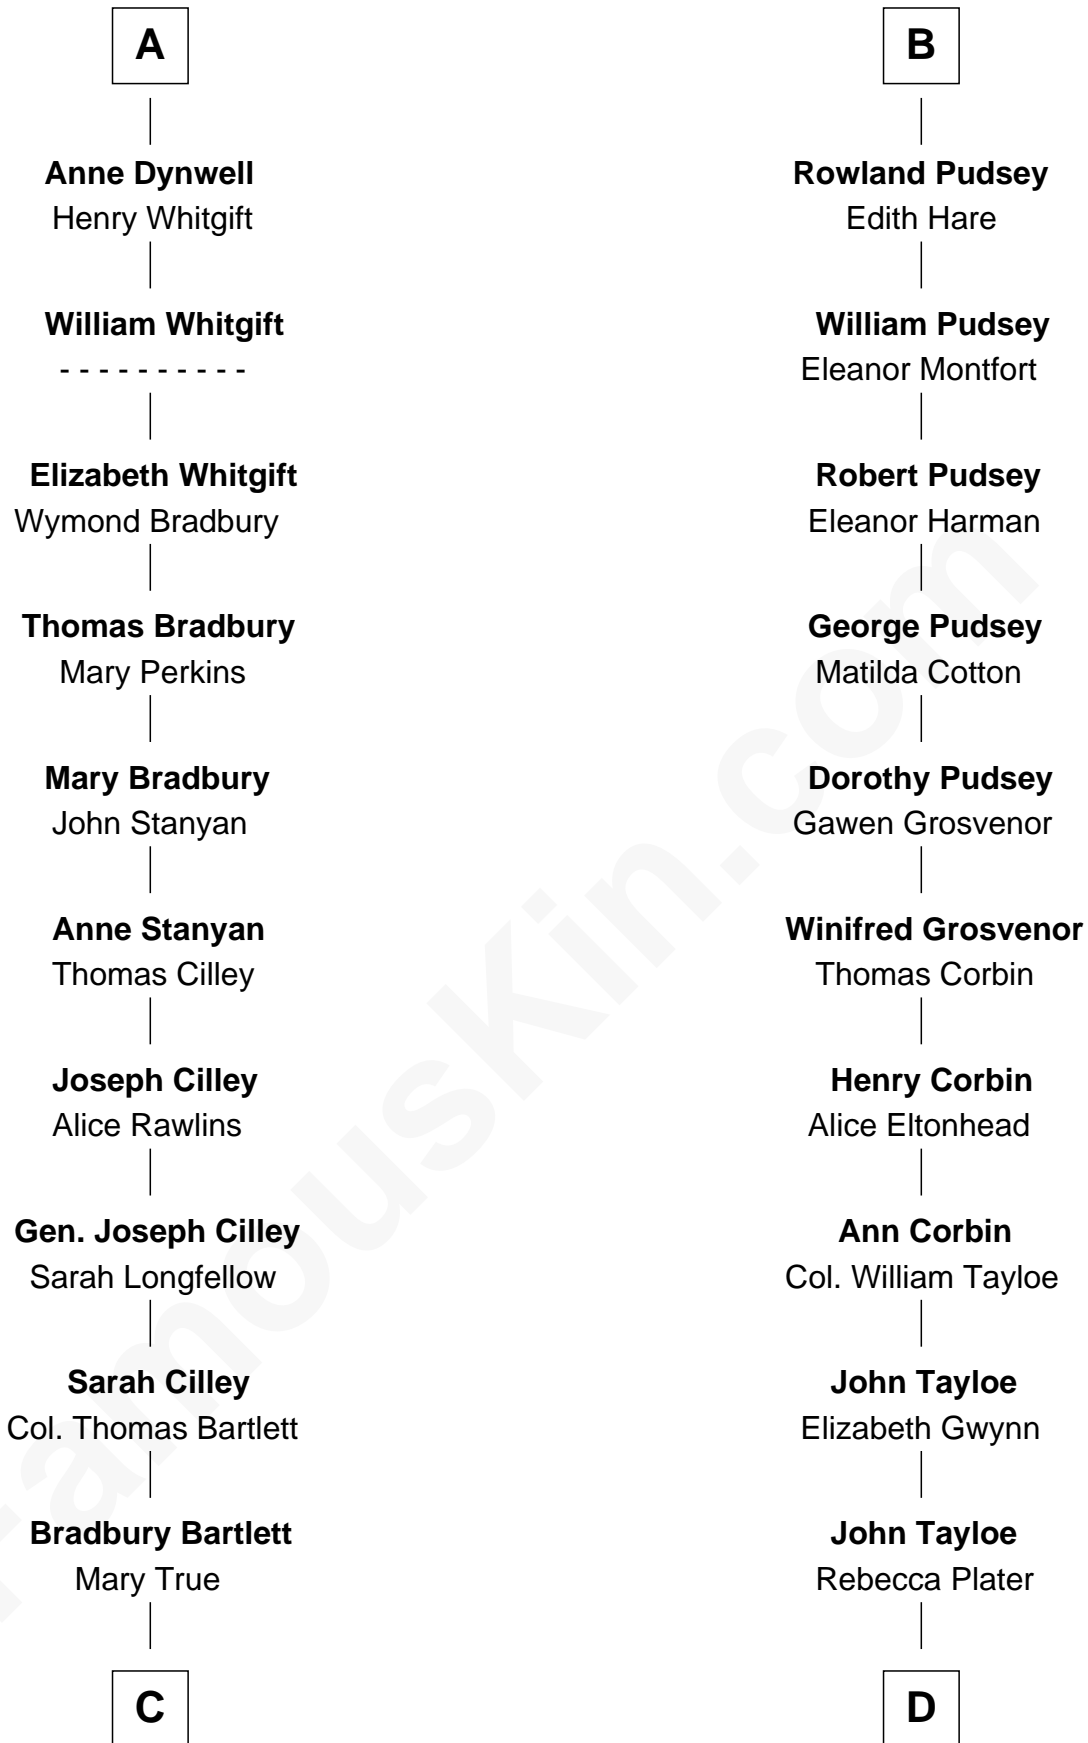 A
Anne Dynwell
Henry Whitgift
William Whitgift
- - - - - - - - - -
Elizabeth Whitgift
Wymond Bradbury
Thomas Bradbury
Mary Perkins
Mary Bradbury
John Stanyan
Anne Stanyan
Thomas Cilley
Joseph Cilley
Alice Rawlins
Gen. Joseph Cilley
Sarah Longfellow
Sarah Cilley
Col. Thomas Bartlett
Bradbury Bartlett
Mary True
C
B
Rowland Pudsey
Edith Hare
William Pudsey
Eleanor Montfort
Robert Pudsey
Eleanor Harman
George Pudsey
Matilda Cotton
Dorothy Pudsey
Gawen Grosvenor
Winifred Grosvenor
Thomas Corbin
Henry Corbin
Alice Eltonhead
Ann Corbin
Col. William Tayloe
John Tayloe
Elizabeth Gwynn
John Tayloe
Rebecca Plater
D
FamousKin.com